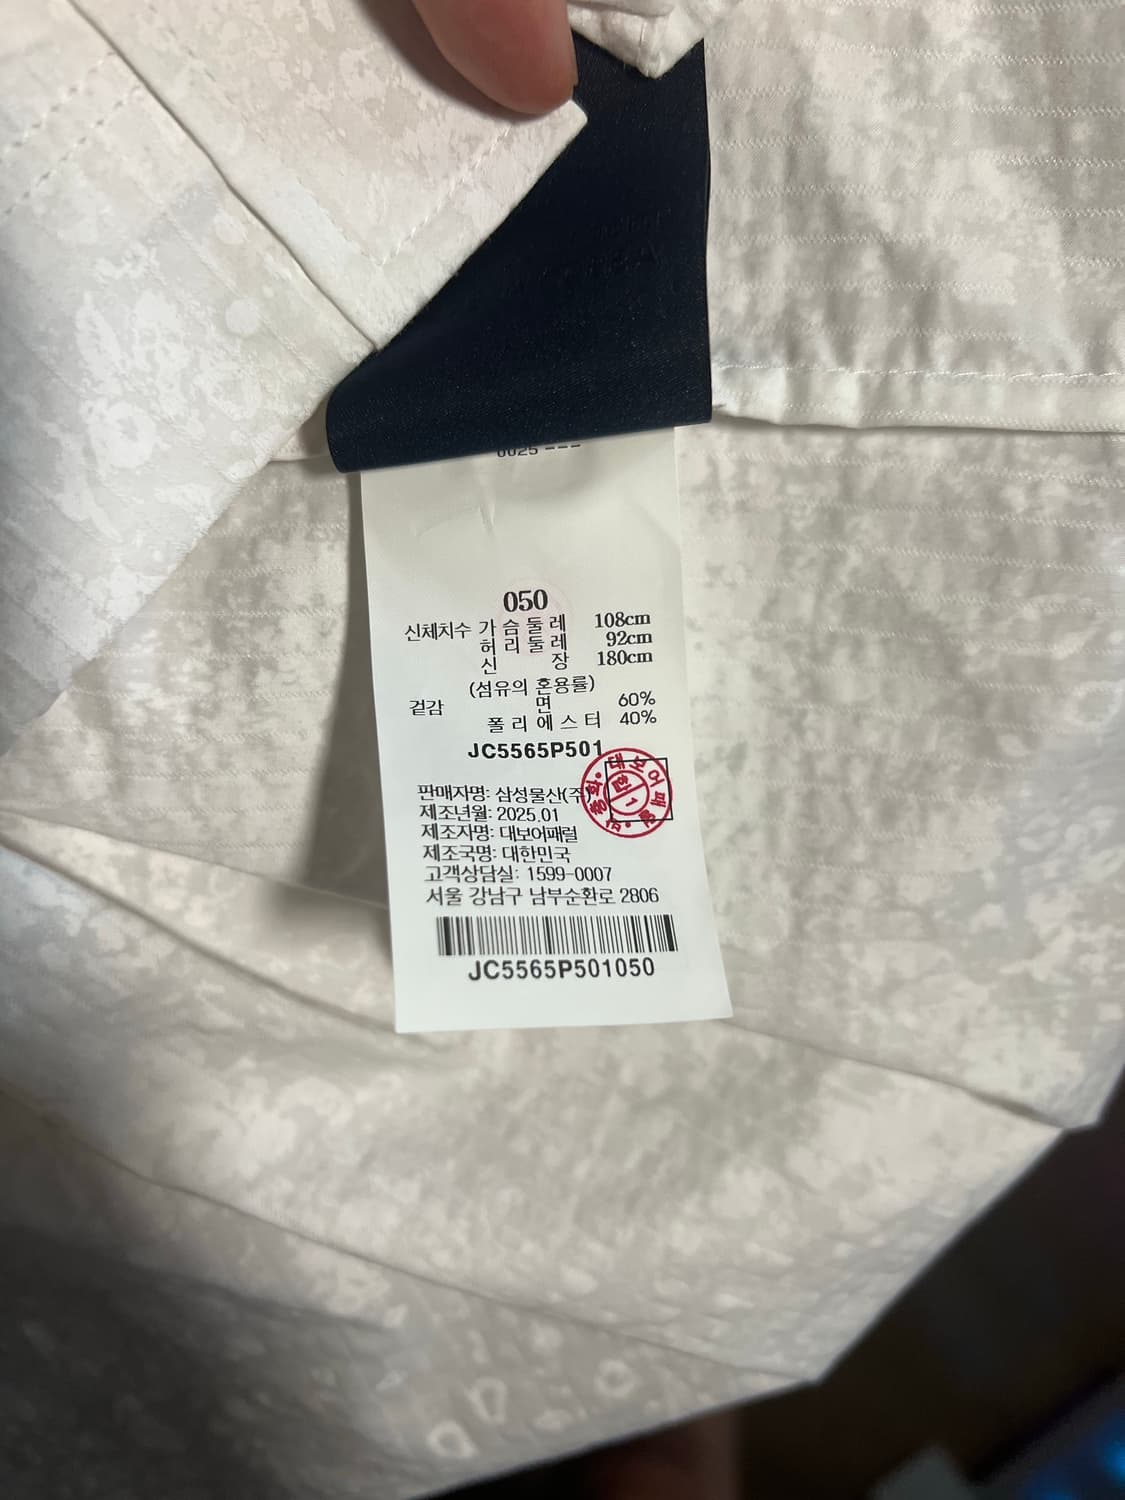 0025 ---
050
신체치수 가슴둘레 108cm
허리둘레 92cm
신장 180cm
(섬유의 혼용률)
겉감 면 60%
폴리에스터 40%
JC5565P501
판매자명: 삼성물산(주)
제조년월: 2025.01
제조자명: 대보어패럴
제조국명: 대한민국
고객상담실: 1599-0007
서울 강남구 남부순환로 2806
JC5565P501050